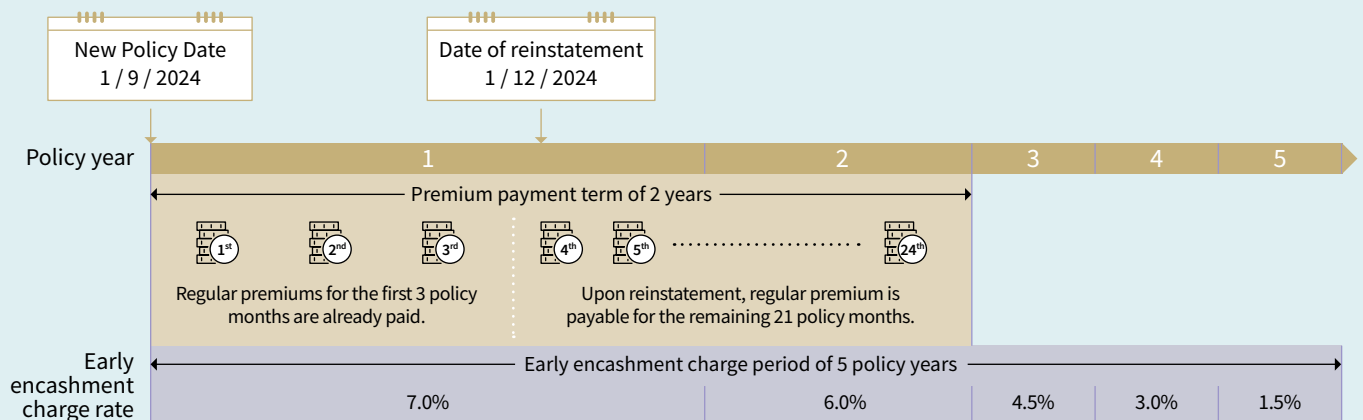 New Policy Date
1 / 9 / 2024
Date of reinstatement
1 / 12 / 2024
Policy year
1
2
3
4
5
Premium payment term of 2 years
1st
2nd
3rd
4th
5th
24th
Regular premiums for the first 3 policy
months are already paid.
Upon reinstatement, regular premium is
payable for the remaining 21 policy months.
Early
encashment
charge rate
Early encashment charge period of 5 policy years
7.0%
6.0%
4.5%
3.0%
1.5%